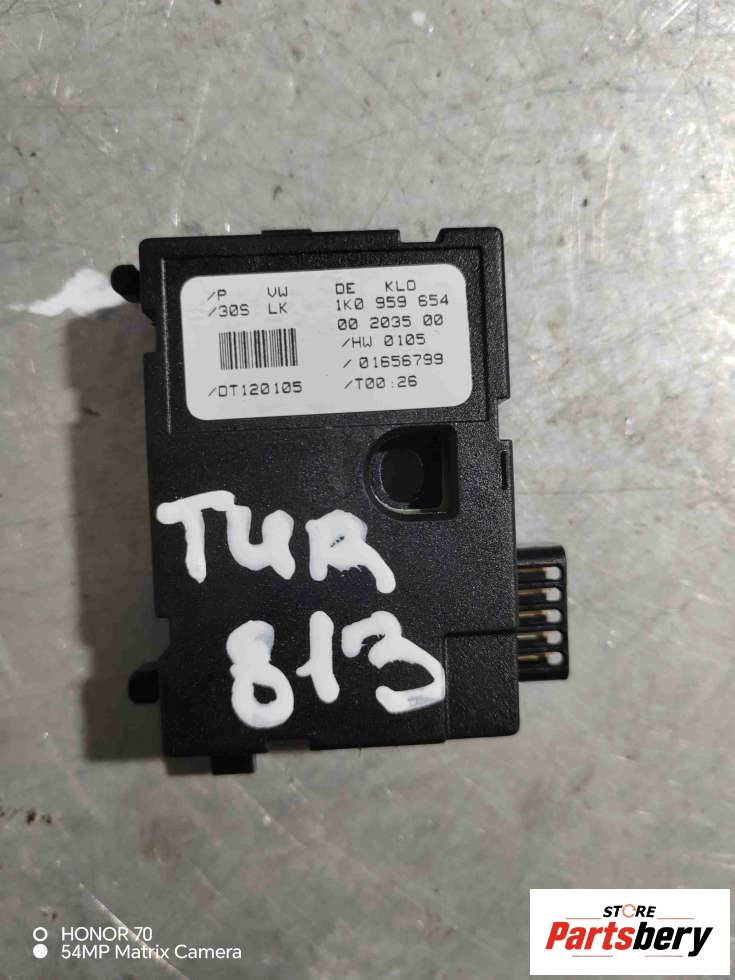 /P VW DE KLO
/30S LK 1K0 959 654
00 2035 00
/HW 0105
/01656799
/DT120105 /T00:26
TUR
813
HONOR 70
54MP Matrix Camera
STORE
Partsbery